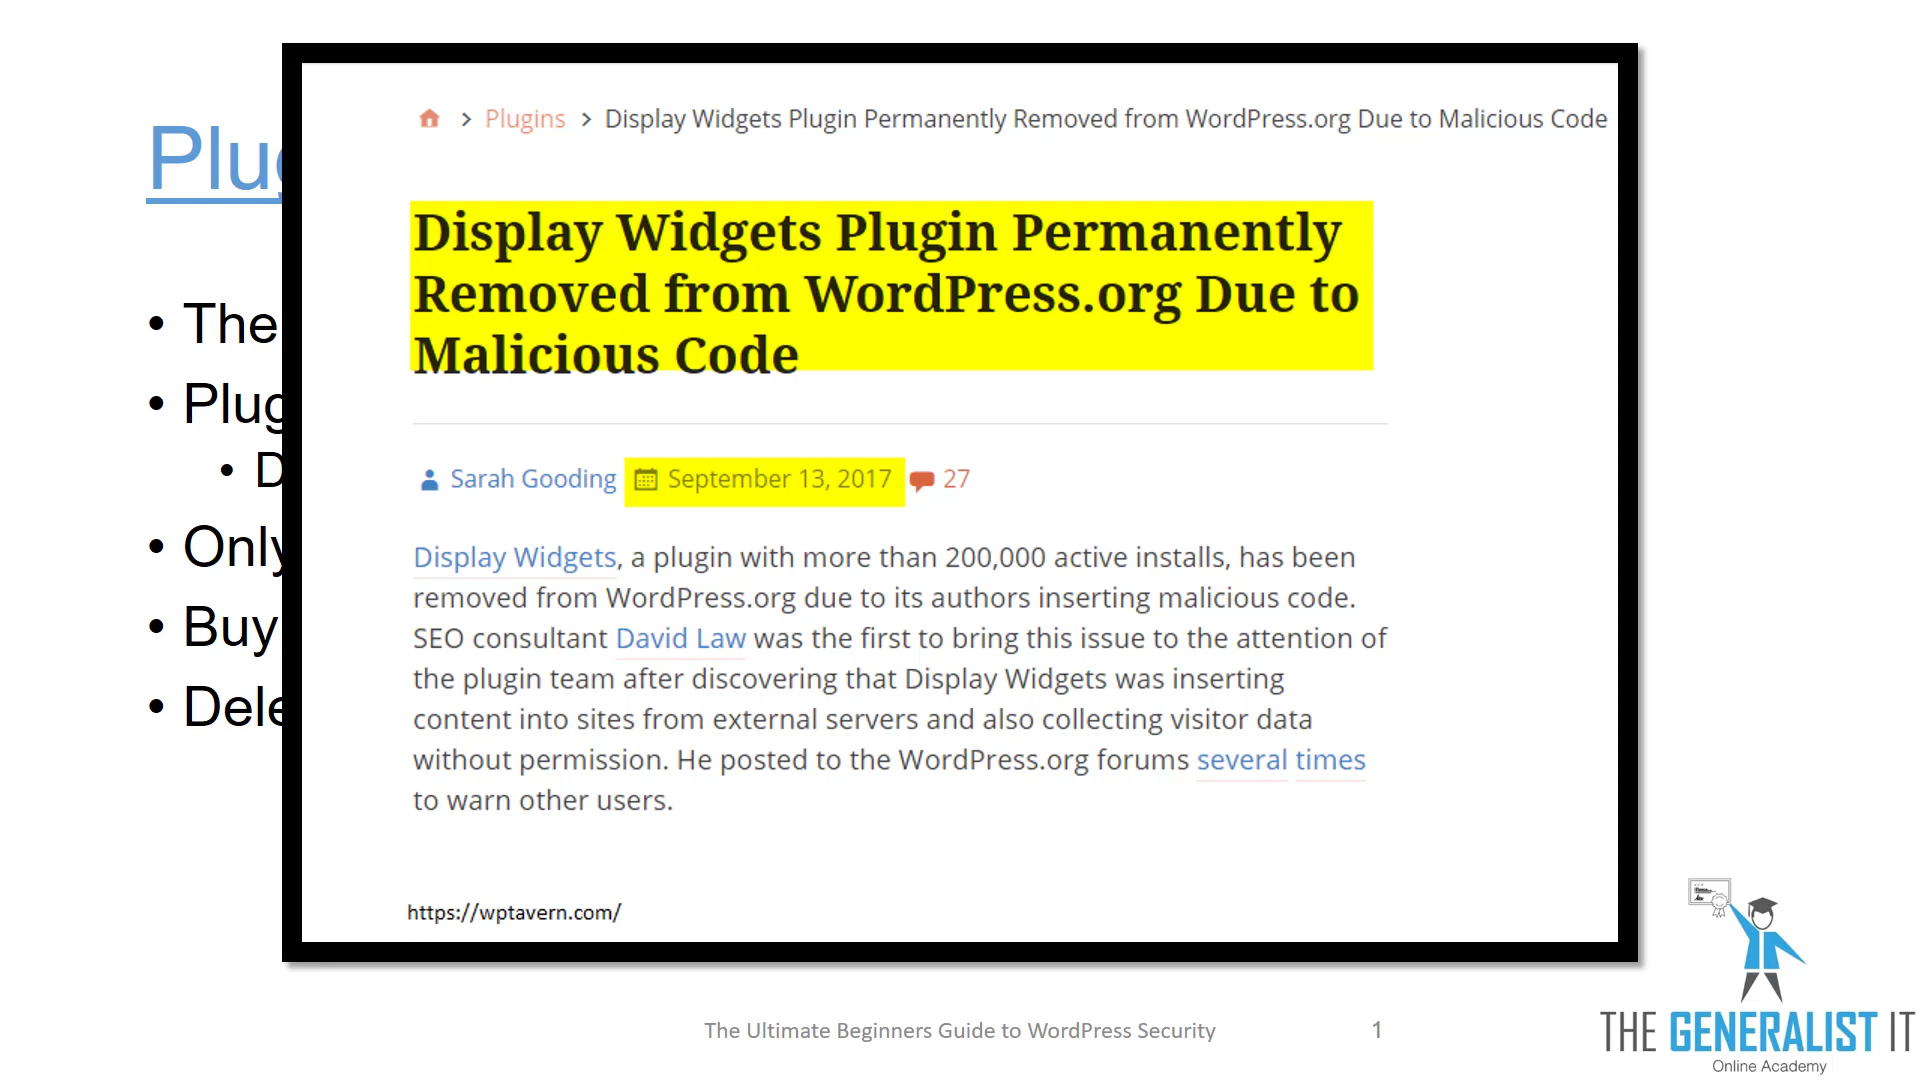 Plugins > Display Widgets Plugin Permanently Removed from WordPress.org Due to Malicious Code
Display Widgets Plugin Permanently
Removed from WordPress.org Due to
Malicious Code
Sarah Gooding September 13, 2017 27
Display Widgets, a plugin with more than 200,000 active installs, has been
removed from WordPress.org due to its authors inserting malicious code.
SEO consultant David Law was the first to bring this issue to the attention of
the plugin team after discovering that Display Widgets was inserting
content into sites from external servers and also collecting visitor data
without permission. He posted to the WordPress.org forums several times
to warn other users.
https://wptavern.com/
Plug
• The
• Plug
• D
• Only
• Buy
• Dele
The Ultimate Beginners Guide to WordPress Security 1
THE GENERALIST IT
Online Academy